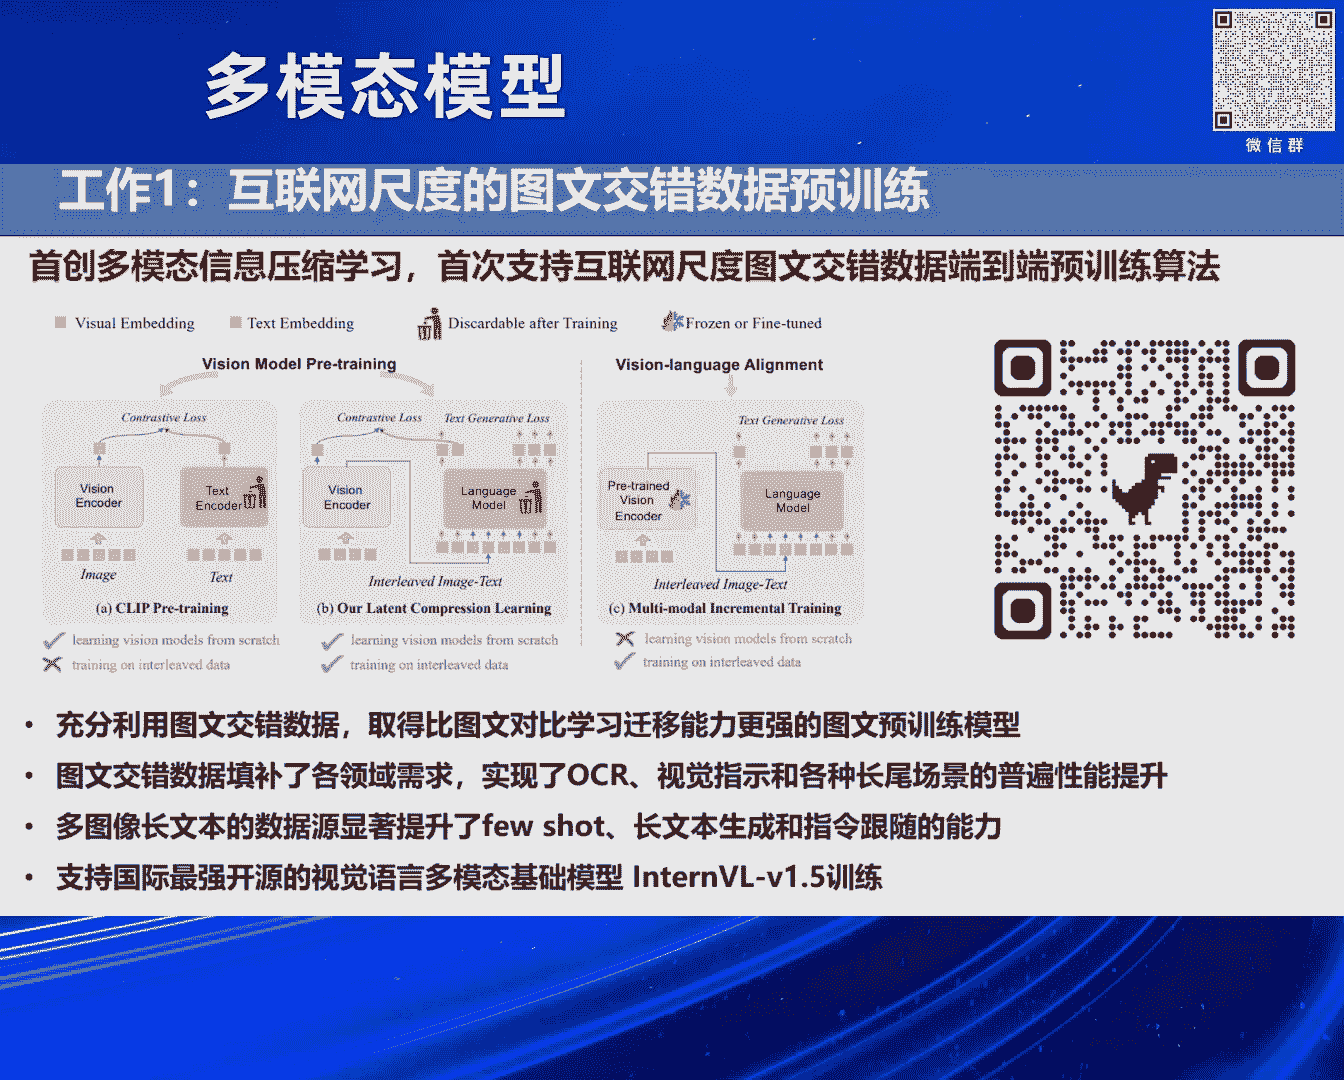 多模态模型
微信群
工作1：互联网尺度的图文交错数据预训练
首创多模态信息压缩学习，首次支持互联网尺度图文交错数据端到端预训练算法
Visual Embedding
Text Embedding
Discardable after Training
Frozen or Fine-tuned
Vision Model Pre-training
Vision-language Alignment
Contrastive Loss
Vision
Encoder
Text
Encoder
Image
Text
(a) CLIP Pre-training
learning vision models from scratch
training on interleaved data
Contrastive Loss
Text Generative Loss
Vision
Encoder
Language
Model
Interleaved Image-Text
(b) Our Latent Compression Learning
learning vision models from scratch
training on interleaved data
Text Generative Loss
Pre-trained
Vision
Encoder
Language
Model
Interleaved Image-Text
(c) Multi-modal Incremental Training
learning vision models from scratch
training on interleaved data
• 充分利用图文交错数据，取得比图文对比学习迁移能力更强的图文预训练模型
• 图文交错数据填补了各领域需求，实现了OCR、视觉指示和各种长尾场景的普遍性能提升
• 多图像长文本的数据源显著提升了few shot、长文本生成和指令跟随的能力
• 支持国际最强开源的视觉语言多模态基础模型 InternVL-v1.5训练